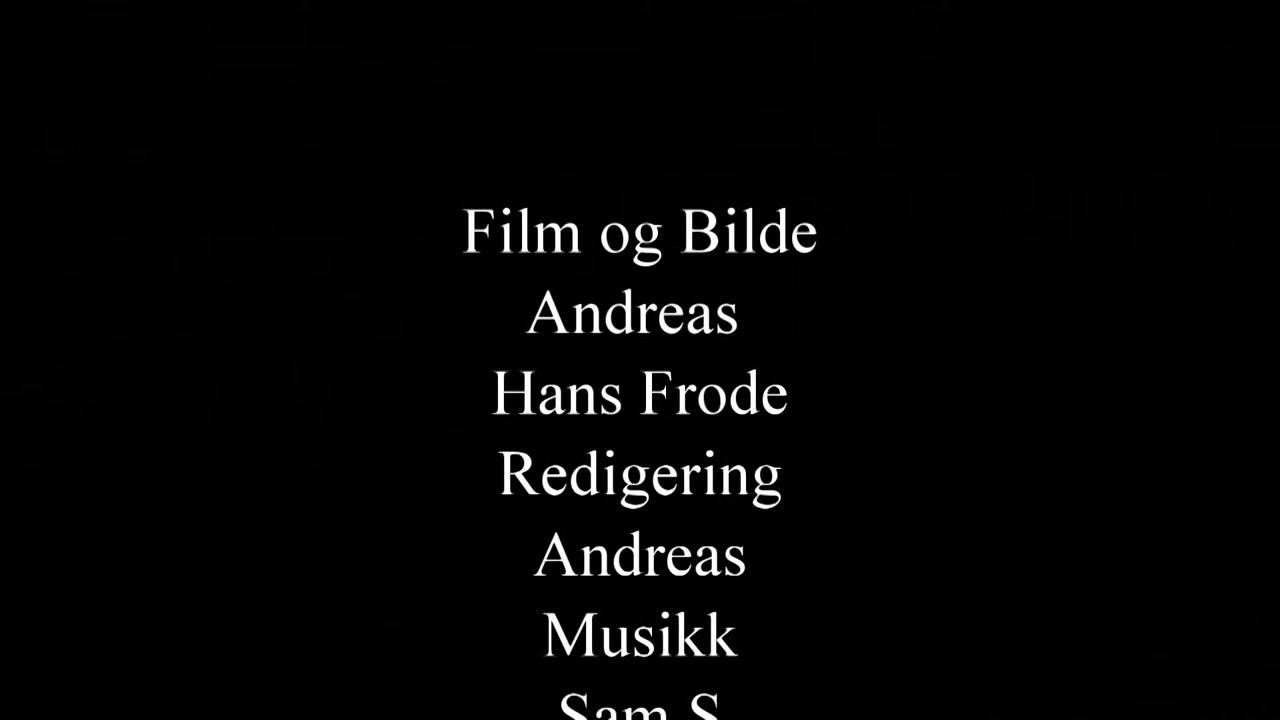 Film og Bilde
Andreas
Hans Frode
Redigering
Andreas
Musikk
Sam S